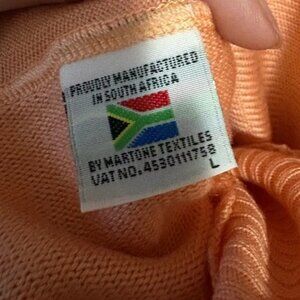 PROUDLY MANUFACTURED
IN SOUTH AFRICA
BY MARTONE TEXTILES
VAT NO. 4530111758
L